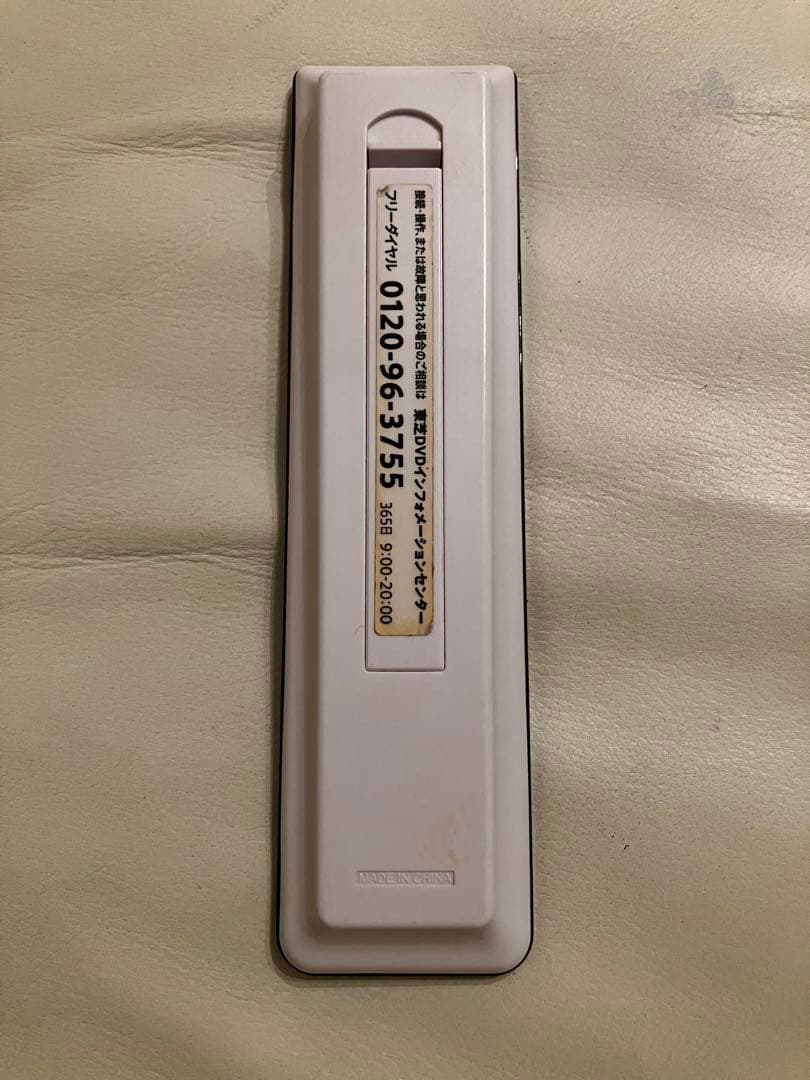 接続・操作、または故障と思われる場合のご相談は 東芝DVDインフォメーションセンター
フリーダイヤル 0120-96-3755 365日 9:00-20:00
MADE IN CHINA